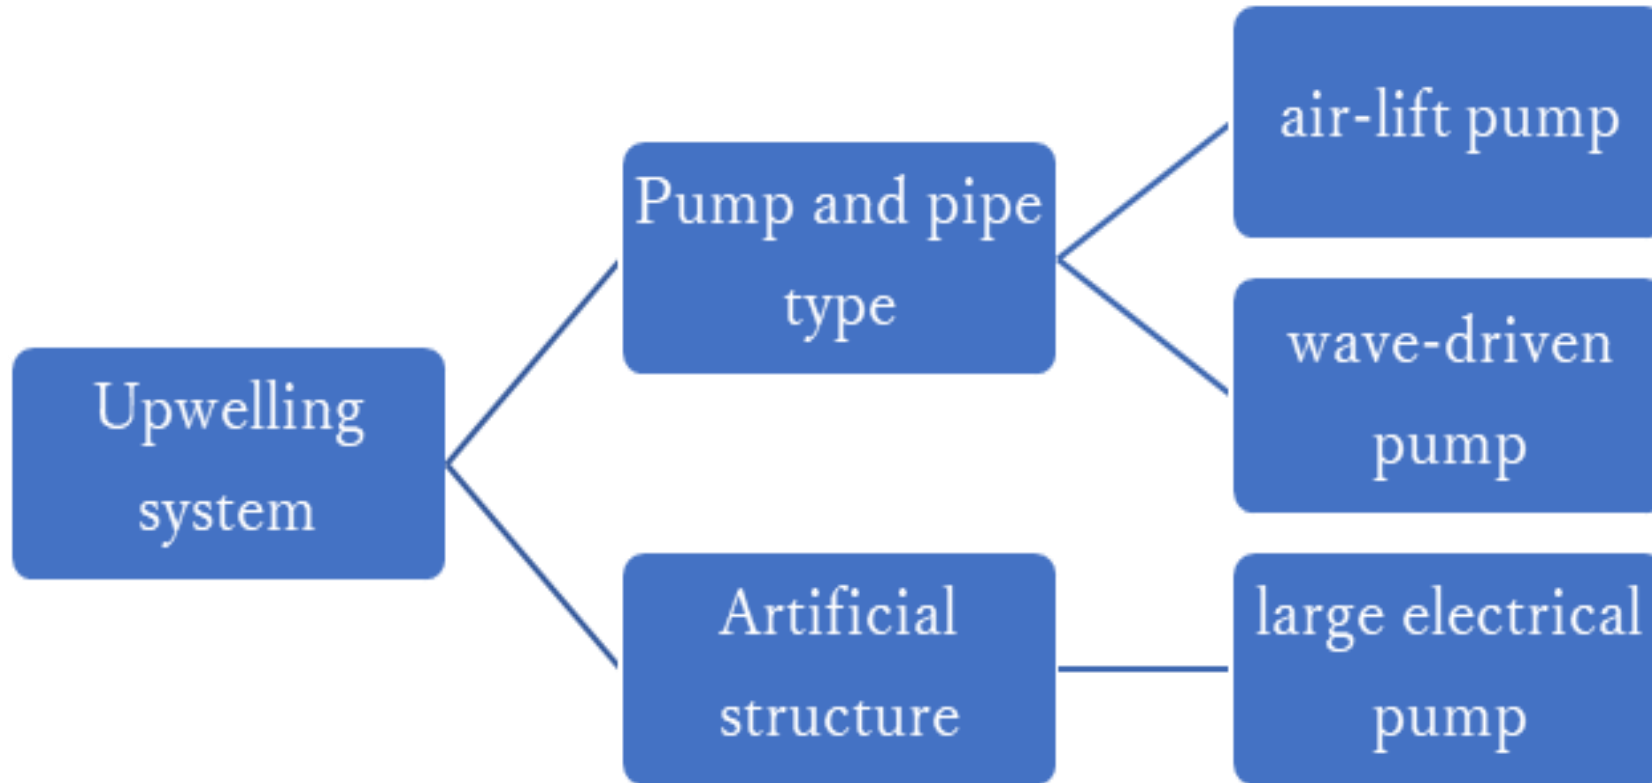 Upwelling
system
Pump and pipe
type
Artificial
structure
air-lift pump
wave-driven
pump
large electrical
pump